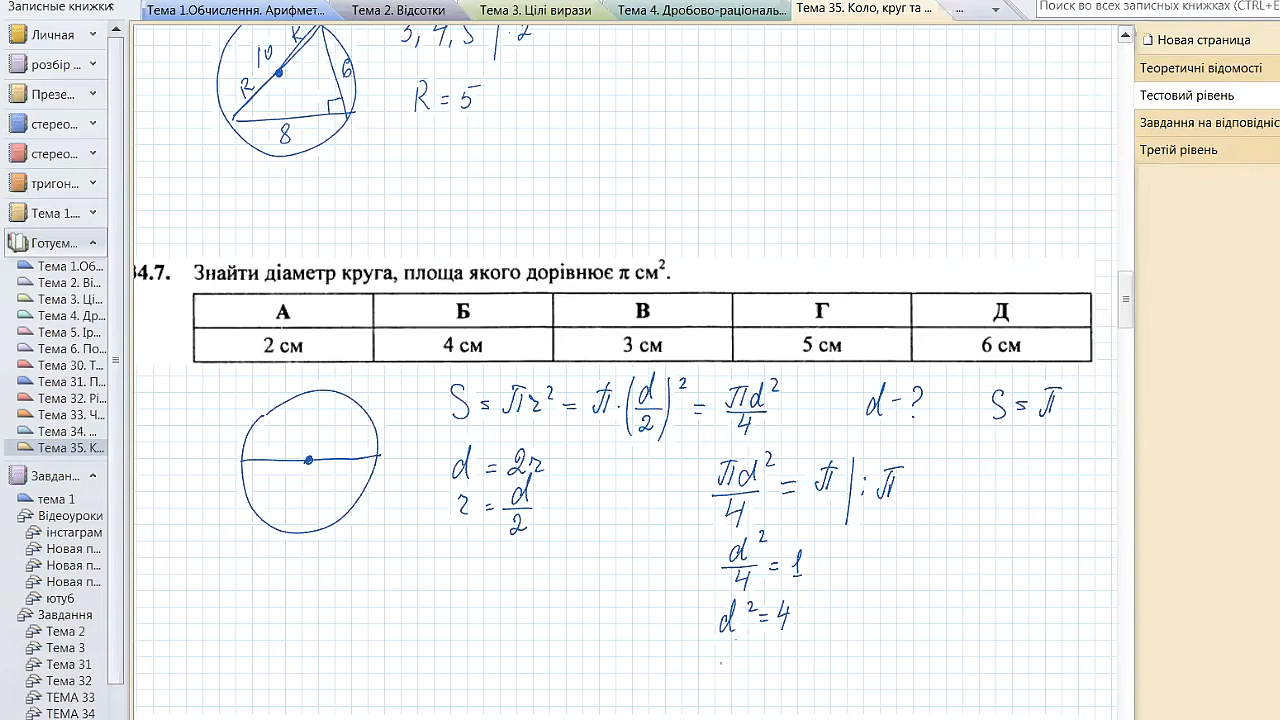 Записные книжки
Тема 1.Обчислення. Арифмет...
Тема 2. Відсотки
Тема 3. Цілі вирази
Тема 4. Дробово-раціональ...
Тема 35. Коло, круг та ...
...
Поиск во всех записных книжках (CTRL+E
Личная
розбір ...
Презе...
стерео...
стерео...
тригон...
Тема 1....
Готуєм...
Тема 1.Об...
Тема 2. Ві...
Тема 3. Ці...
Тема 4. Др...
Тема 5. Ір...
Тема 6. По...
Тема 30. Т...
Тема 31. П...
Тема 32. Рі...
Тема 33. Ч...
Тема 34. ...
Тема 35. К...
Завдан...
тема 1
Відеоуроки
інстаграм
Новая п...
Новая п...
Новая п...
ютуб
Завдання
Тема 2
Тема 3
Тема 31
Тема 32
ТЕМА 33
ТЕМА 34
3, 4, 5 | · 2
10 R
R 6
8
R = 5
34.7. Знайти діаметр круга, площа якого дорівнює π см².
А Б В Г Д
2 см 4 см 3 см 5 см 6 см
S = πr² = π · (d/2)² = πd²/4 d - ? S = π
d = 2r
r = d/2
πd²/4 = π | : π
d²/4 = 1
d² = 4
Новая страница
Теоретичні відомості
Тестовий рівень
Завдання на відповідніс
Третій рівень